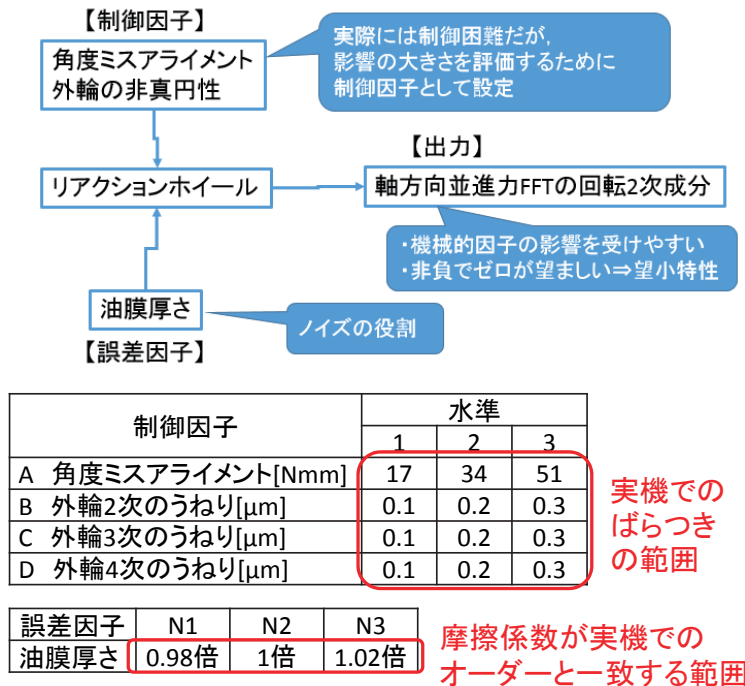 【制御因子】
角度ミスアライメント
外輪の非真円性
実際には制御困難だが,
影響の大きさを評価するために
制御因子として設定
【出力】
リアクションホイール
軸方向並進力FFTの回転2次成分
・機械的因子の影響を受けやすい
・非負でゼロが望ましい⇒望小特性
油膜厚さ
ノイズの役割
【誤差因子】
制御因子 水準
1 2 3
A 角度ミスアライメント[Nmm] 17 34 51
B 外輪2次のうねり[μm] 0.1 0.2 0.3
C 外輪3次のうねり[μm] 0.1 0.2 0.3
D 外輪4次のうねり[μm] 0.1 0.2 0.3
実機での
ばらつき
の範囲
誤差因子 N1 N2 N3
油膜厚さ 0.98倍 1倍 1.02倍
摩擦係数が実機での
オーダーと一致する範囲